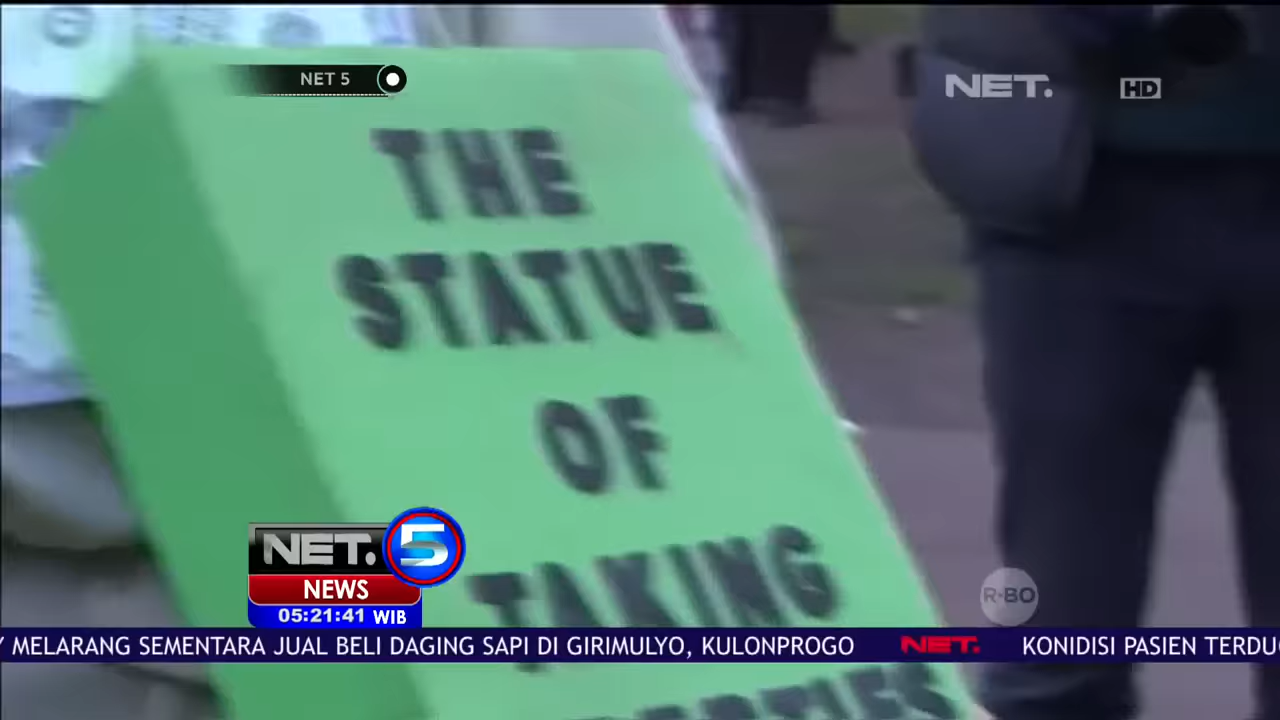 NET 5
NET.
HD
THE
STATUE
OF
TAKING
NET. 5
NEWS
05:21:41 WIB
R-BO
MELARANG SEMENTARA JUAL BELI DAGING SAPI DI GIRIMULYO, KULONPROGO NET. KONIDISI PASIEN